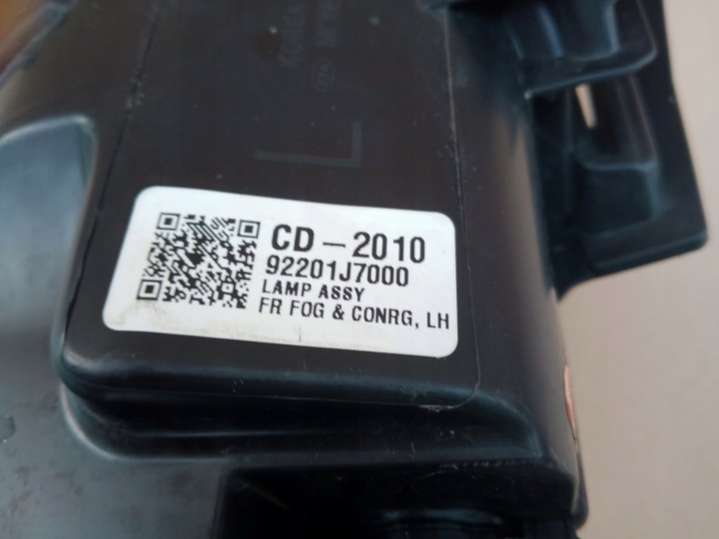 L
CD-2010
92201J7000
LAMP ASSY
FR FOG & CONRG, LH